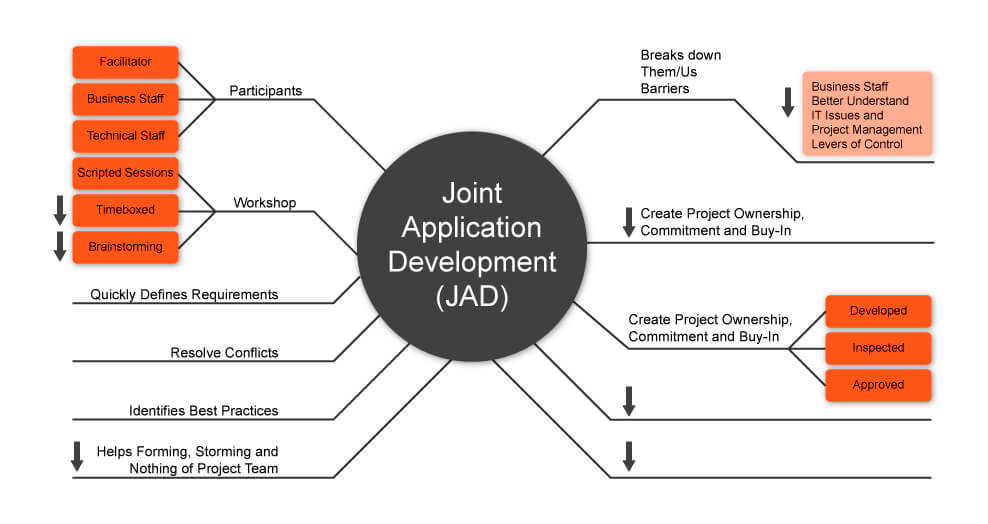 Facilitator
Business Staff
Technical Staff
Participants
Scripted Sessions
Timeboxed
Brainstorming
Workshop
Quickly Defines Requirements
Resolve Conflicts
Identifies Best Practices
Helps Forming, Storming and
Nothing of Project Team
Joint
Application
Development
(JAD)
Breaks down
Them/Us
Barriers
Business Staff
Better Understand
IT Issues and
Project Management
Levers of Control
Create Project Ownership,
Commitment and Buy-In
Create Project Ownership,
Commitment and Buy-In
Developed
Inspected
Approved